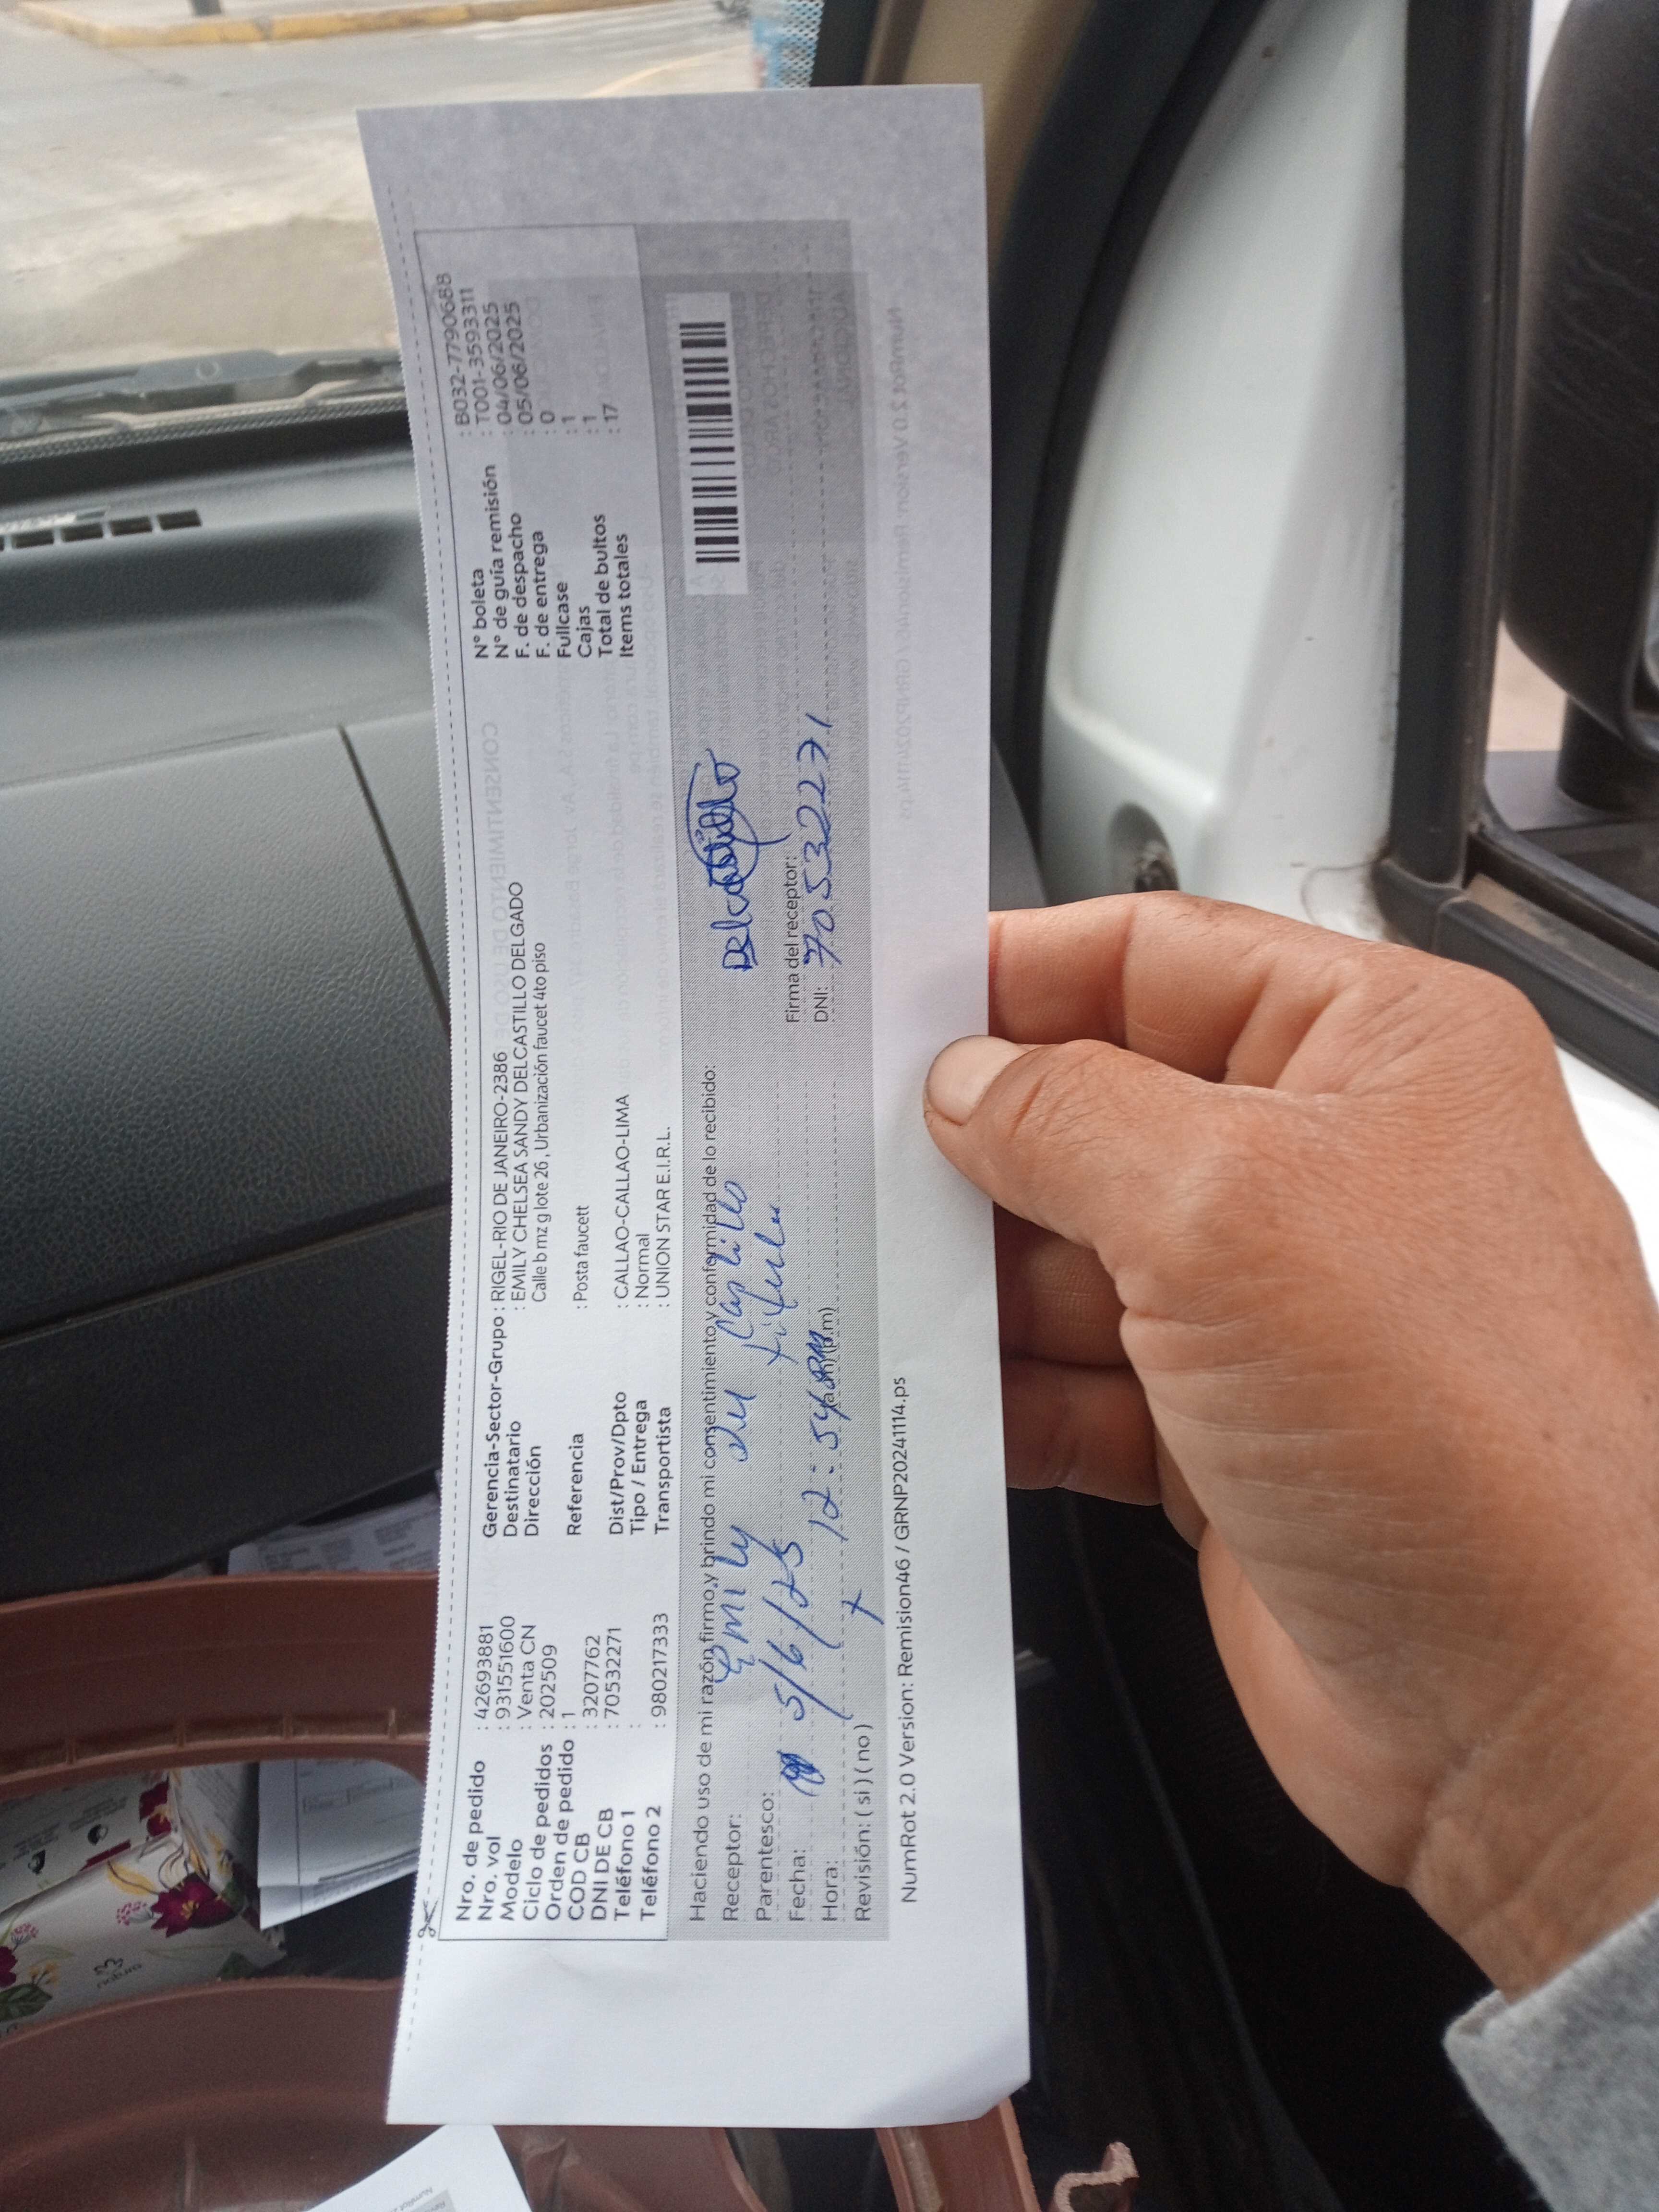 Nro. de pedido : 42693881
Nro. vol : 931551600
Modelo : Venta CN
Ciclo de pedidos : 202509
Orden de pedido : 1
COD CB : 3207762
DNI DE CB : 70532271
Teléfono 1 :
Teléfono 2 : 980217333
Gerencia-Sector-Grupo : RIGEL-RIO DE JANEIRO-2386
Destinatario : EMILY CHELSEA SANDY DELCASTILLO DELGADO
Dirección Calle b mz g lote 26 , Urbanización faucet 4to piso
Referencia : Posta faucett
Dist/Prov/Dpto : CALLAO-CALLAO-LIMA
Tipo / Entrega : Normal
Transportista : UNION STAR E.I.R.L.
N° boleta : B032-7790688
N° de guía remisión : T001-3593311
F. de despacho : 04/06/2025
F. de entrega : 05/06/2025
Fullcase : 0
Cajas : 1
Total de bultos : 1
Items totales : 17
Haciendo uso de mi razón firmo,y brindo mi consentimiento,y conformidad de lo recibido:
Receptor: Emily del Castillo
Parentesco: titular
Fecha: 5/6/25
Hora: 12:54 (p.m)
Revisión: ( si ) ( no )
Firma del receptor:
DNI: 70532271
NumRot 2.0 Version: Remision46 / GRNP20241114.ps
natura